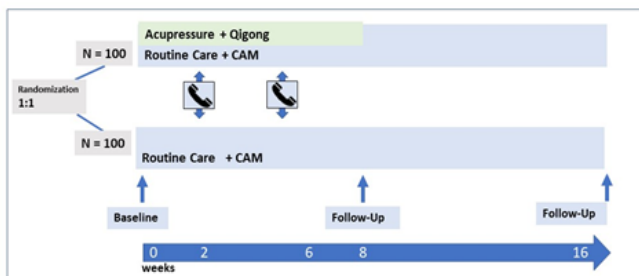 Acupressure + Qigong
N = 100
Routine Care + CAM
Randomization
1:1
N = 100
Routine Care + CAM
Baseline
Follow-Up
Follow-Up
0 2 6 8 16
weeks